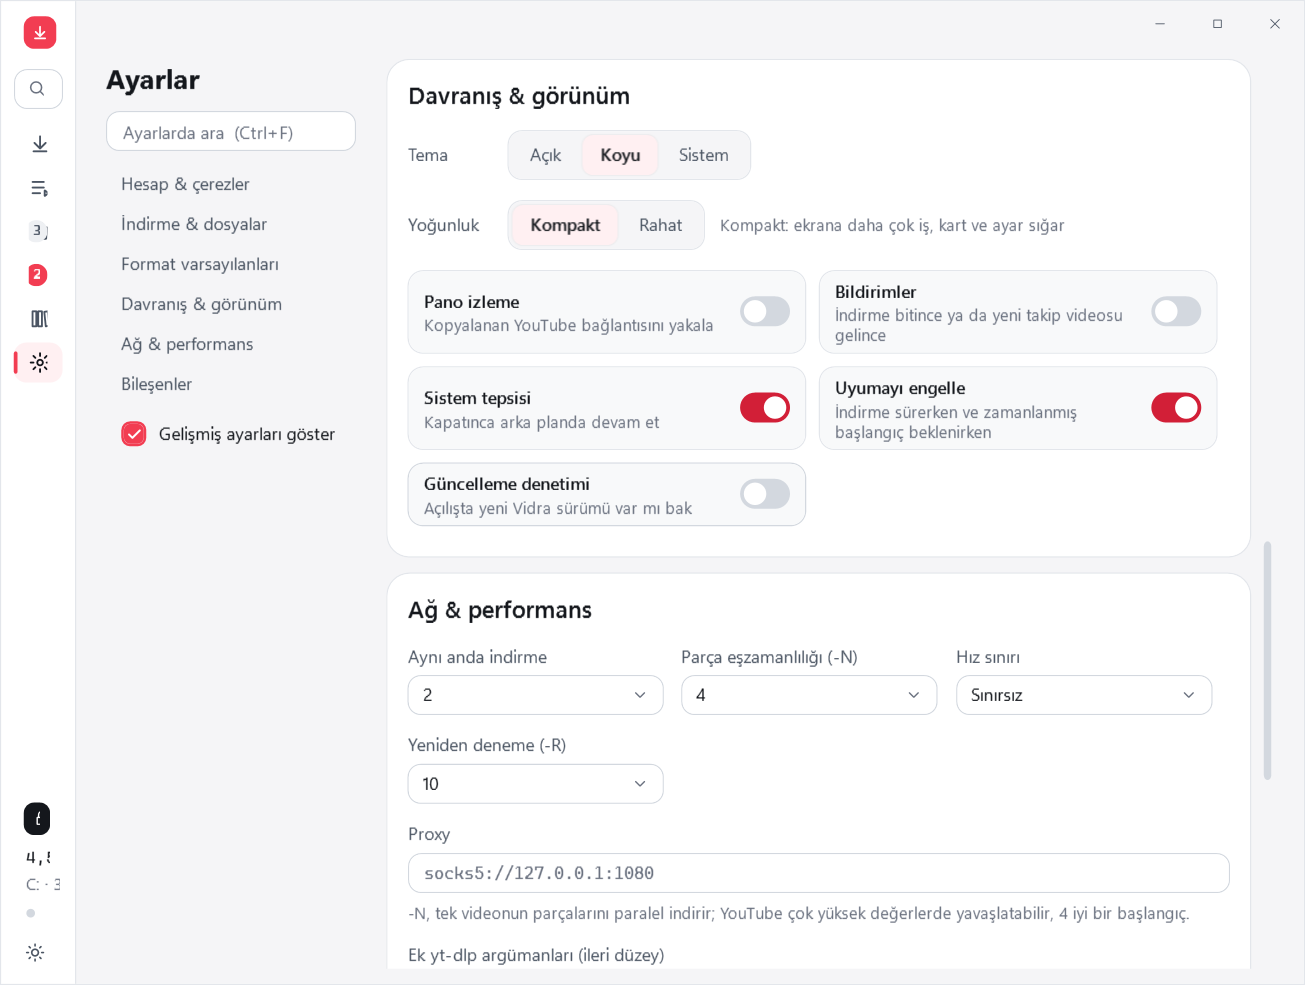 Ayarlar
Ayarlarda ara (Ctrl+F)
Hesap & çerezler
İndirme & dosyalar
Format varsayılanları
Davranış & görünüm
Ağ & performans
Bileşenler
Gelişmiş ayarları göster
3
2
C: - 3
Davranış & görünüm
Tema
Açık
Koyu
Sistem
Yoğunluk
Kompakt
Rahat
Kompakt: ekrana daha çok iş, kart ve ayar sığar
Pano izleme
Kopyalanan YouTube bağlantısını yakala
Bildirimler
İndirme bitince ya da yeni takip videosu
gelince
Sistem tepsisi
Kapatınca arka planda devam et
Uyumayı engelle
İndirme sürerken ve zamanlanmış
başlangıç beklenirken
Güncelleme denetimi
Açılışta yeni Vidra sürümü var mı bak
Ağ & performans
Aynı anda indirme
2
Parça eşzamanlılığı (-N)
4
Hız sınırı
Sınırsız
Yeniden deneme (-R)
10
Proxy
socks5://127.0.0.1:1080
-N, tek videonun parçalarını paralel indirir; YouTube çok yüksek değerlerde yavaşlatabilir, 4 iyi bir başlangıç.
Ek yt-dlp argümanları (ileri düzey)